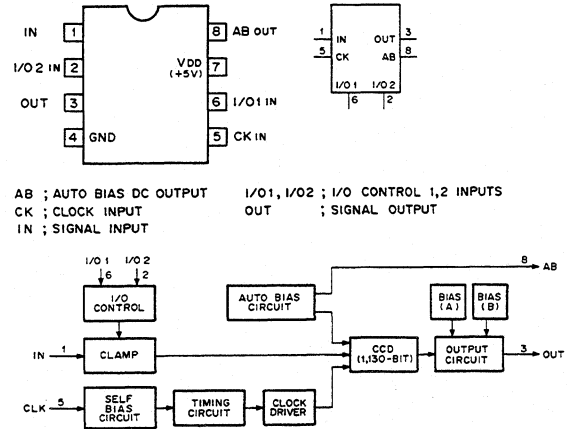 IN 1 8 AB OUT
I/O 2 IN 2 VDD (+5V) 7
OUT 3 6 I/O1 IN
4 GND 5 CK IN
1 IN OUT 3
5 CK AB 8
I/O 1 I/O 2
6 2
AB ; AUTO BIAS DC OUTPUT I/O1, I/O2 ; I/O CONTROL 1,2 INPUTS
CK ; CLOCK INPUT OUT ; SIGNAL OUTPUT
IN ; SIGNAL INPUT
I/O 1 I/O 2
6 2
I/O
CONTROL
AUTO BIAS
CIRCUIT
8 AB
BIAS
(A)
BIAS
(B)
IN 1 CLAMP
CCD
(1,130-BIT)
OUTPUT
CIRCUIT
3 OUT
CLK 5
SELF
BIAS
CIRCUIT
TIMING
CIRCUIT
CLOCK
DRIVER